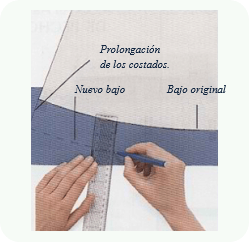 Prolongación
de los costados.
Nuevo bajo
Bajo original